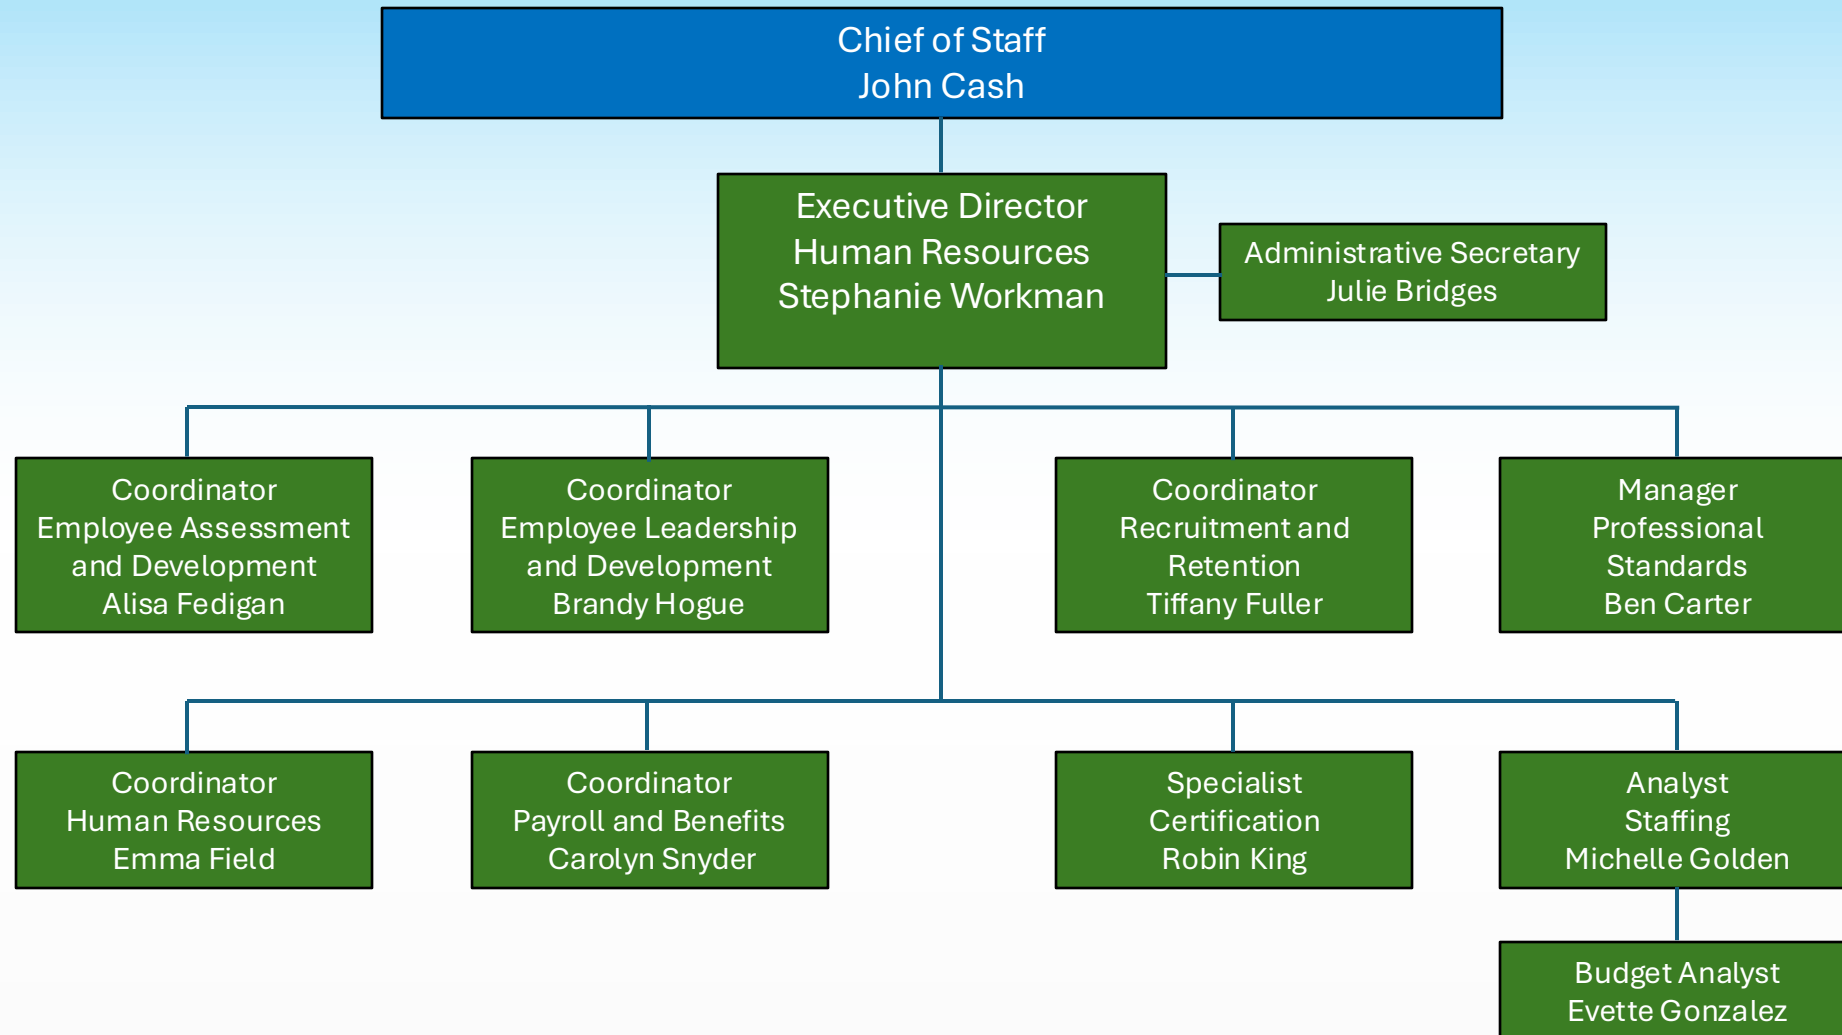 Chief of Staff
John Cash
Executive Director
Human Resources
Stephanie Workman
Administrative Secretary
Julie Bridges
Coordinator
Employee Assessment
and Development
Alisa Fedigan
Coordinator
Employee Leadership
and Development
Brandy Hogue
Coordinator
Recruitment and
Retention
Tiffany Fuller
Manager
Professional
Standards
Ben Carter
Coordinator
Human Resources
Emma Field
Coordinator
Payroll and Benefits
Carolyn Snyder
Specialist
Certification
Robin King
Analyst
Staffing
Michelle Golden
Budget Analyst
Evette Gonzalez